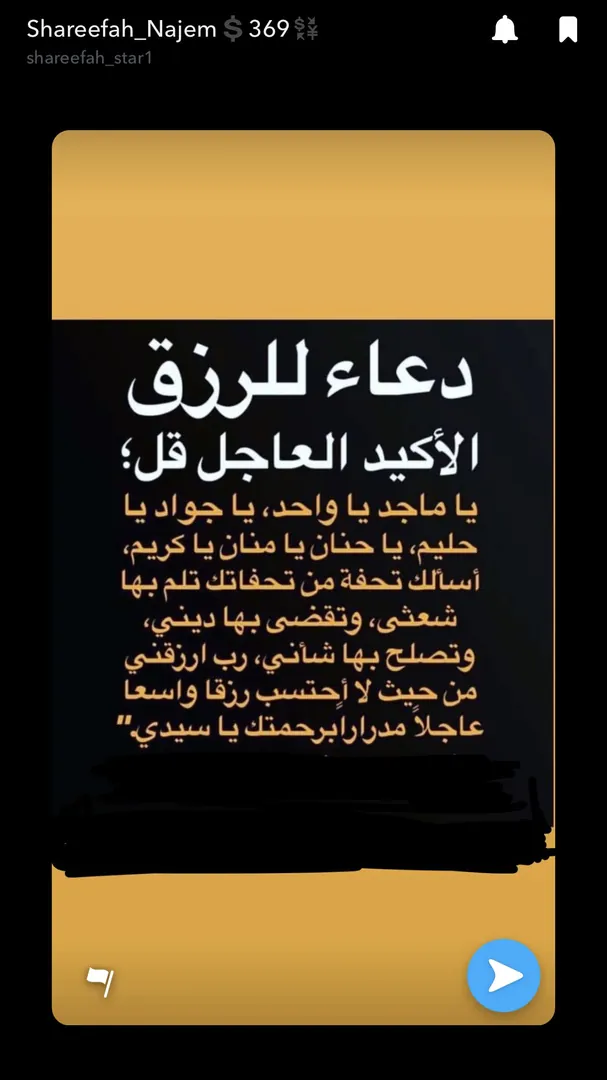 Shareefah_Najem 💲369💱
shareefah_star1
دعاء للرزق
الأكيد العاجل قل؛
يا ماجد يا واحد، يا جواد يا
حليم، يا حنان يا منان يا كريم،
أسألك تحفة من تحفاتك تلم بها
شعثى، وتقضى بها ديني،
وتصلح بها شأني، رب ارزقني
من حيث لا أحتسب رزقا واسعا
عاجلاً مدراراًبرحمتك يا سيدي."